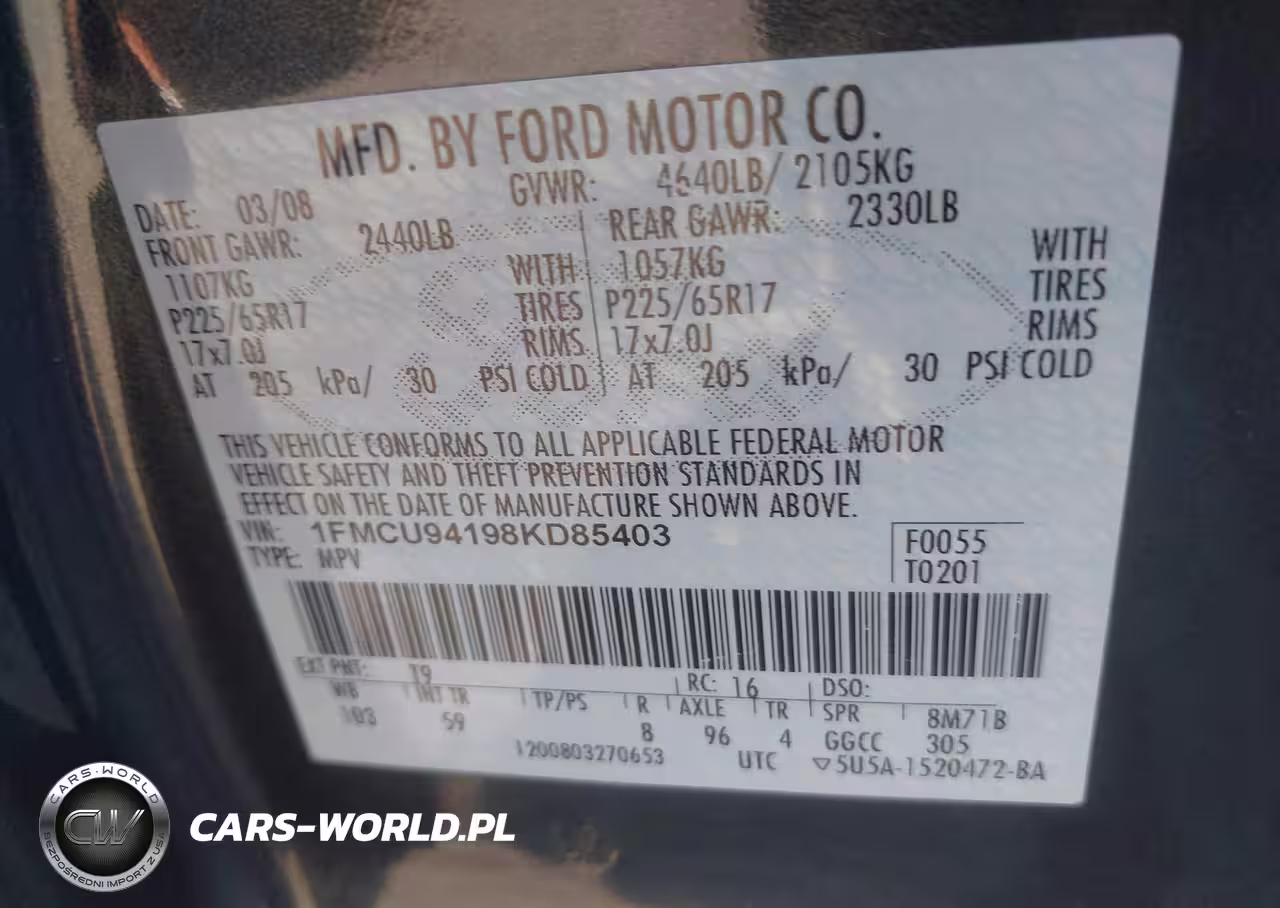 MFD. BY FORD MOTOR CO.
DATE: 03/08 GVWR: 4640LB/ 2105KG
FRONT GAWR: 2440LB REAR GAWR: 2330LB
1107KG WITH 1057KG WITH
P225/65R17 TIRES P225/65R17 TIRES
17x7.0J RIMS 17x7.0J RIMS
AT 205 kPa/ 30 PSI COLD AT 205 kPa/ 30 PSI COLD
THIS VEHICLE CONFORMS TO ALL APPLICABLE FEDERAL MOTOR
VEHICLE SAFETY AND THEFT PREVENTION STANDARDS IN
EFFECT ON THE DATE OF MANUFACTURE SHOWN ABOVE.
VIN: 1FMCU94198KD85403
TYPE: MPV
F0055
T0201
EXT PNT: T9 RC: 16 DSO:
WB INT TR TP/PS R AXLE TR SPR 8M71B
103 59 8 96 4 GGCC 305
1200803270653 UTC ▽5U5A-1520472-BA
CARS-WORLD
CW
BEZPOŚREDNI IMPORT Z USA
CARS-WORLD.PL